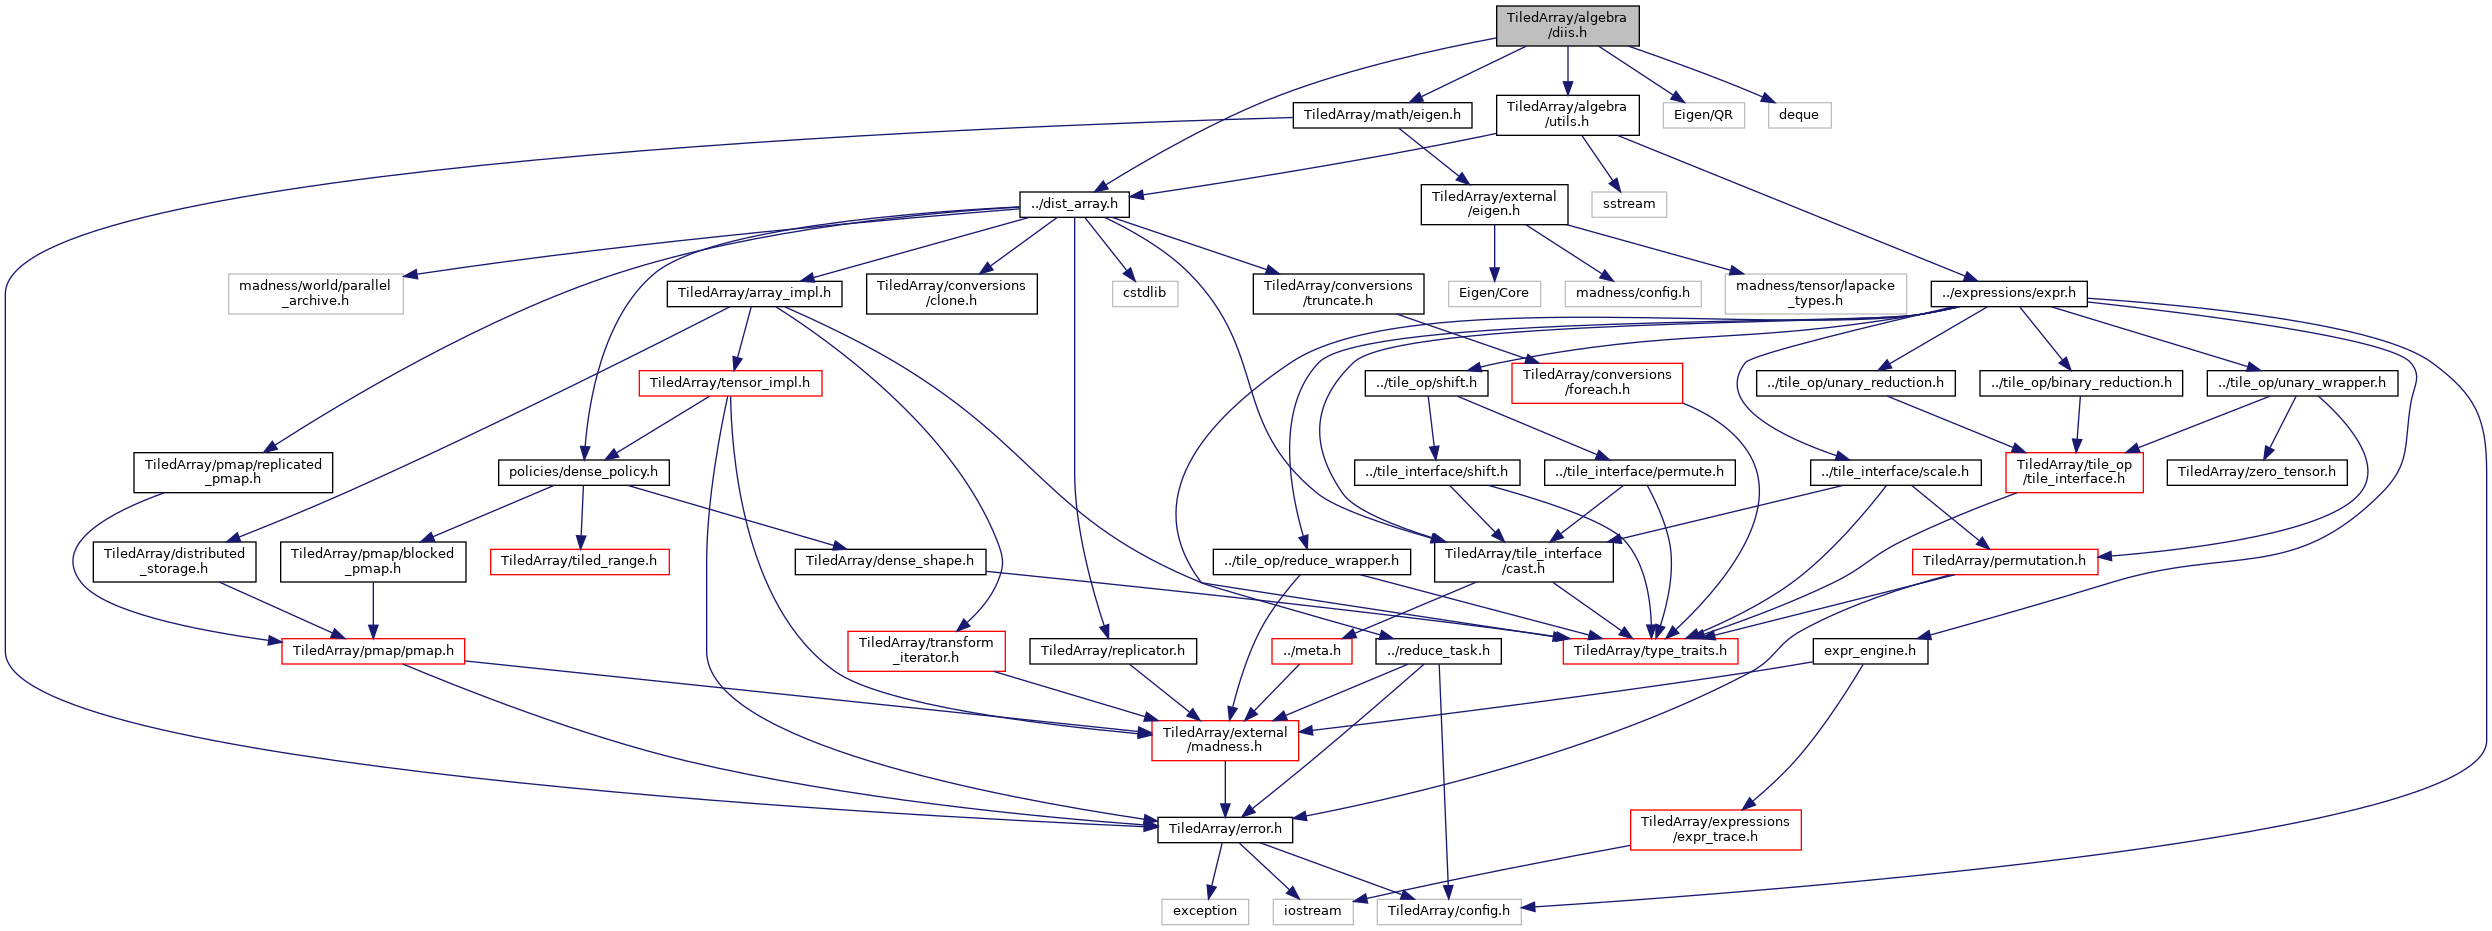 TiledArray/algebra
/diis.h
TiledArray/math/eigen.h
TiledArray/algebra
/utils.h
Eigen/QR
deque
../dist_array.h
TiledArray/external
/eigen.h
sstream
madness/world/parallel
_archive.h
TiledArray/array_impl.h
TiledArray/conversions
/clone.h
cstdlib
TiledArray/conversions
/truncate.h
Eigen/Core
madness/config.h
madness/tensor/lapacke
_types.h
../expressions/expr.h
TiledArray/tensor_impl.h
../tile_op/shift.h
TiledArray/conversions
/foreach.h
../tile_op/unary_reduction.h
../tile_op/binary_reduction.h
../tile_op/unary_wrapper.h
TiledArray/pmap/replicated
_pmap.h
policies/dense_policy.h
../tile_interface/shift.h
../tile_interface/permute.h
../tile_interface/scale.h
TiledArray/tile_op
/tile_interface.h
TiledArray/zero_tensor.h
TiledArray/distributed
_storage.h
TiledArray/pmap/blocked
_pmap.h
TiledArray/tiled_range.h
TiledArray/dense_shape.h
../tile_op/reduce_wrapper.h
TiledArray/tile_interface
/cast.h
TiledArray/permutation.h
TiledArray/pmap/pmap.h
TiledArray/transform
_iterator.h
TiledArray/replicator.h
../meta.h
../reduce_task.h
TiledArray/type_traits.h
expr_engine.h
TiledArray/external
/madness.h
TiledArray/error.h
TiledArray/expressions
/expr_trace.h
exception
iostream
TiledArray/config.h